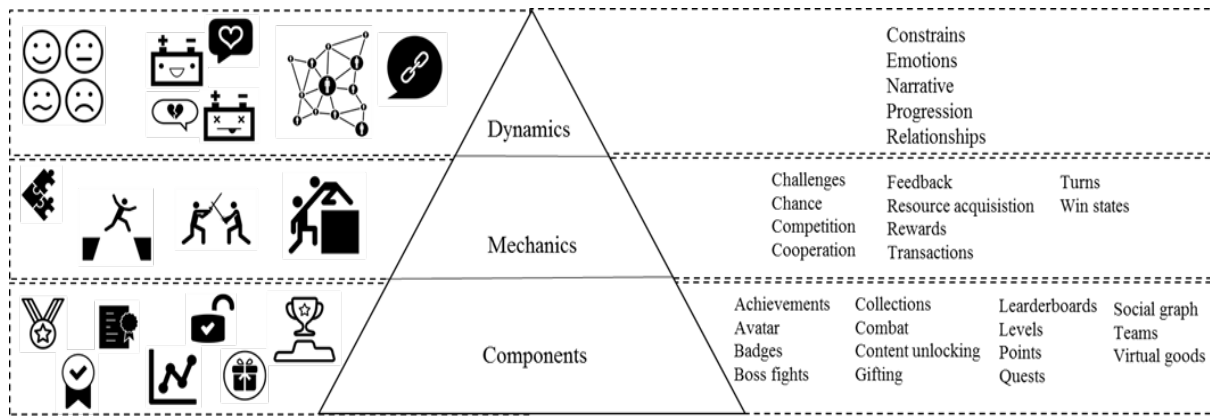 Dynamics
Constrains
Emotions
Narrative
Progression
Relationships
Mechanics
Challenges
Chance
Competition
Cooperation
Feedback
Resource acquisistion
Rewards
Transactions
Turns
Win states
Components
Achievements
Avatar
Badges
Boss fights
Collections
Combat
Content unlocking
Gifting
Learderboards
Levels
Points
Quests
Social graph
Teams
Virtual goods